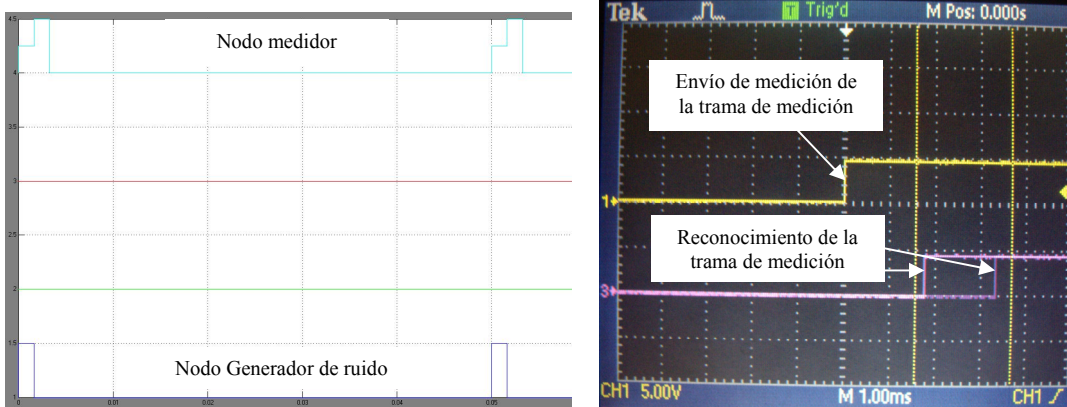 4.5
4
3.5
3
2.5
2
1.5
1
0
0.01
0.02
0.03
0.04
0.05
Nodo medidor
Nodo Generador de ruido
Tek
T Trig'd
M Pos: 0.000s
Envío de medición de
la trama de medición
1
Reconocimiento de la
trama de medición
3
CH1 5.00V
M 1.00ms
CH1